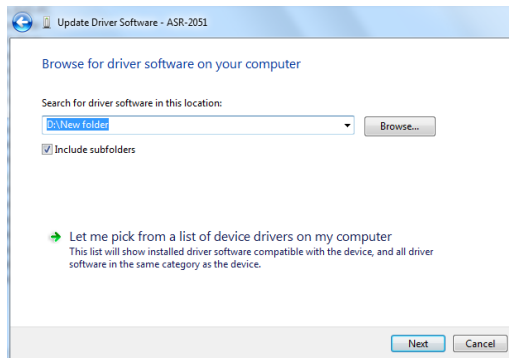 Update Driver Software - ASR-2051
Browse for driver software on your computer
Search for driver software in this location:
D:\New folder
Browse...
Include subfolders
Let me pick from a list of device drivers on my computer
This list will show installed driver software compatible with the device, and all driver
software in the same category as the device.
Next Cancel